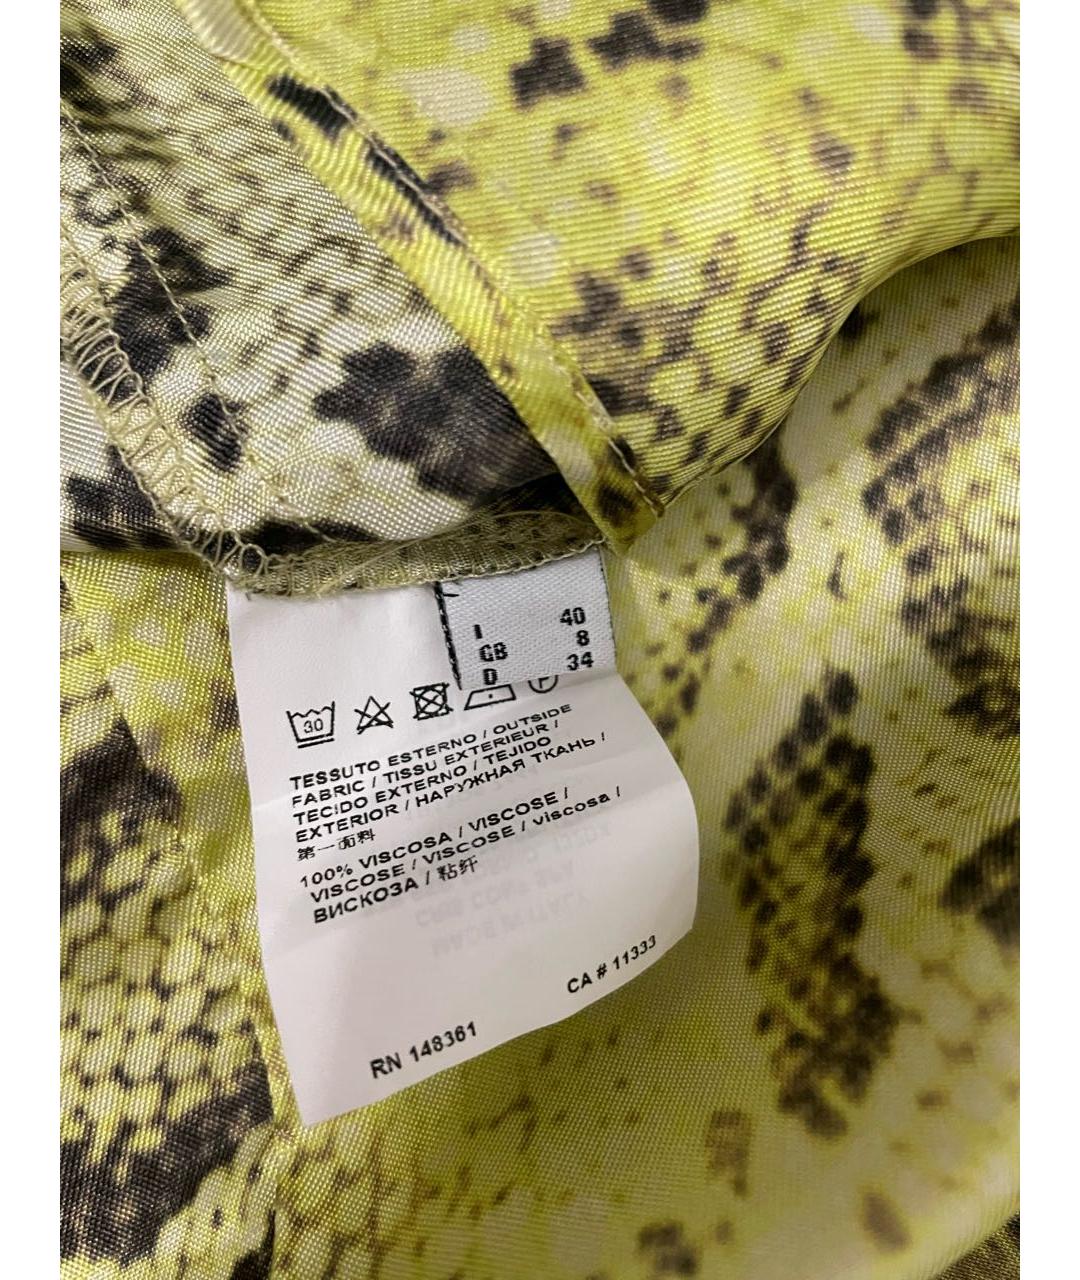 I 40
GB 8
D 34
30
P
TESSUTO ESTERNO / OUTSIDE
FABRIC / TISSU EXTERIEUR /
TECIDO EXTERNO / TEJIDO
EXTERIOR / НАРУЖНАЯ ТКАНЬ /
第一面料
100% VISCOSA / VISCOSE /
VISCOSE / VISCOSE / viscosa /
ВИСКОЗА / 粘纤
CA # 11333
RN 148361